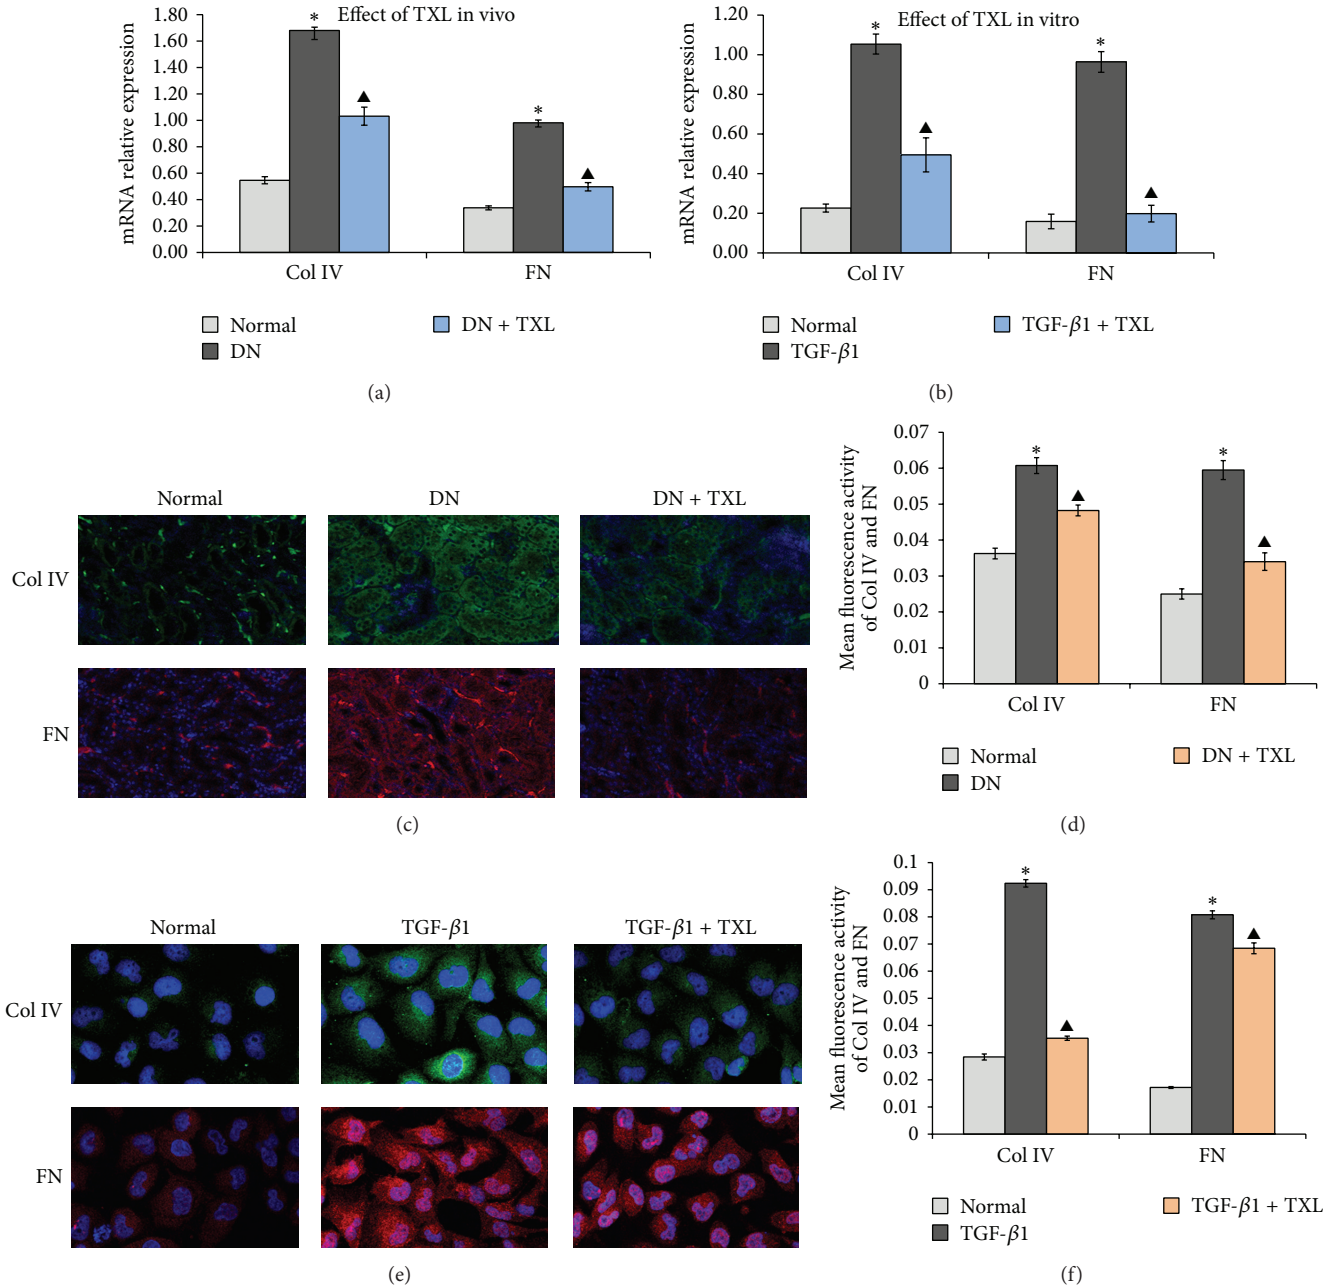 Effect of TXL in vivo
mRNA relative expression
1.80
1.60
1.40
1.20
1.00
0.80
0.60
0.40
0.20
0.00
*
▲
*
▲
Col IV FN
Normal DN + TXL
DN
(a)
Effect of TXL in vitro
mRNA relative expression
1.20
1.00
0.80
0.60
0.40
0.20
0.00
*
▲
*
▲
Col IV FN
Normal TGF-β1 + TXL
TGF-β1
(b)
Normal DN DN + TXL
Col IV
FN
(c)
Mean fluorescence activity
of Col IV and FN
0.07
0.06
0.05
0.04
0.03
0.02
0.01
0
*
▲
*
▲
Col IV FN
Normal DN + TXL
DN
(d)
Normal TGF-β1 TGF-β1 + TXL
Col IV
FN
(e)
Mean fluorescence activity
of Col IV and FN
0.1
0.09
0.08
0.07
0.06
0.05
0.04
0.03
0.02
0.01
0
*
▲
*
▲
Col IV FN
Normal TGF-β1 + TXL
TGF-β1
(f)